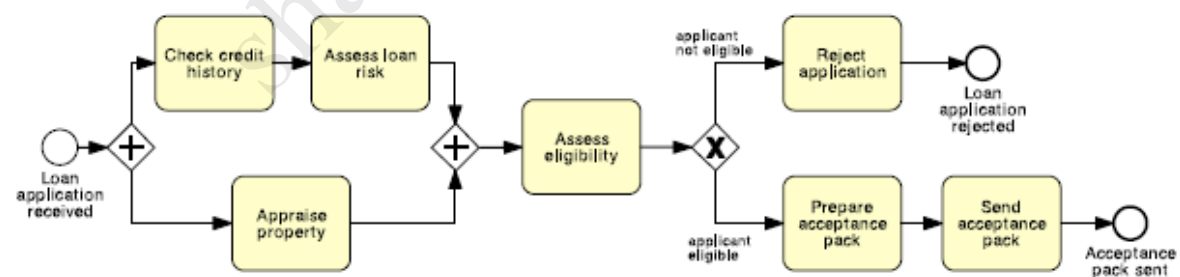 Loan
application
received
Check credit
history
Assess loan
risk
Appraise
property
Assess
eligibility
applicant
not eligible
Reject
application
Loan
application
rejected
applicant
eligible
Prepare
acceptance
pack
Send
acceptance
pack
Acceptance
pack sent